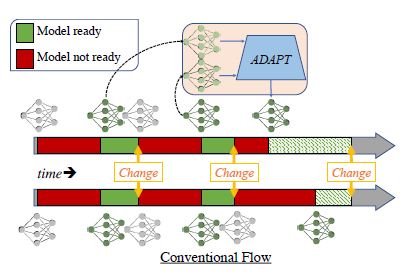 Model ready
Model not ready
ADAPT
time➔
Change
Change
Change
Conventional Flow